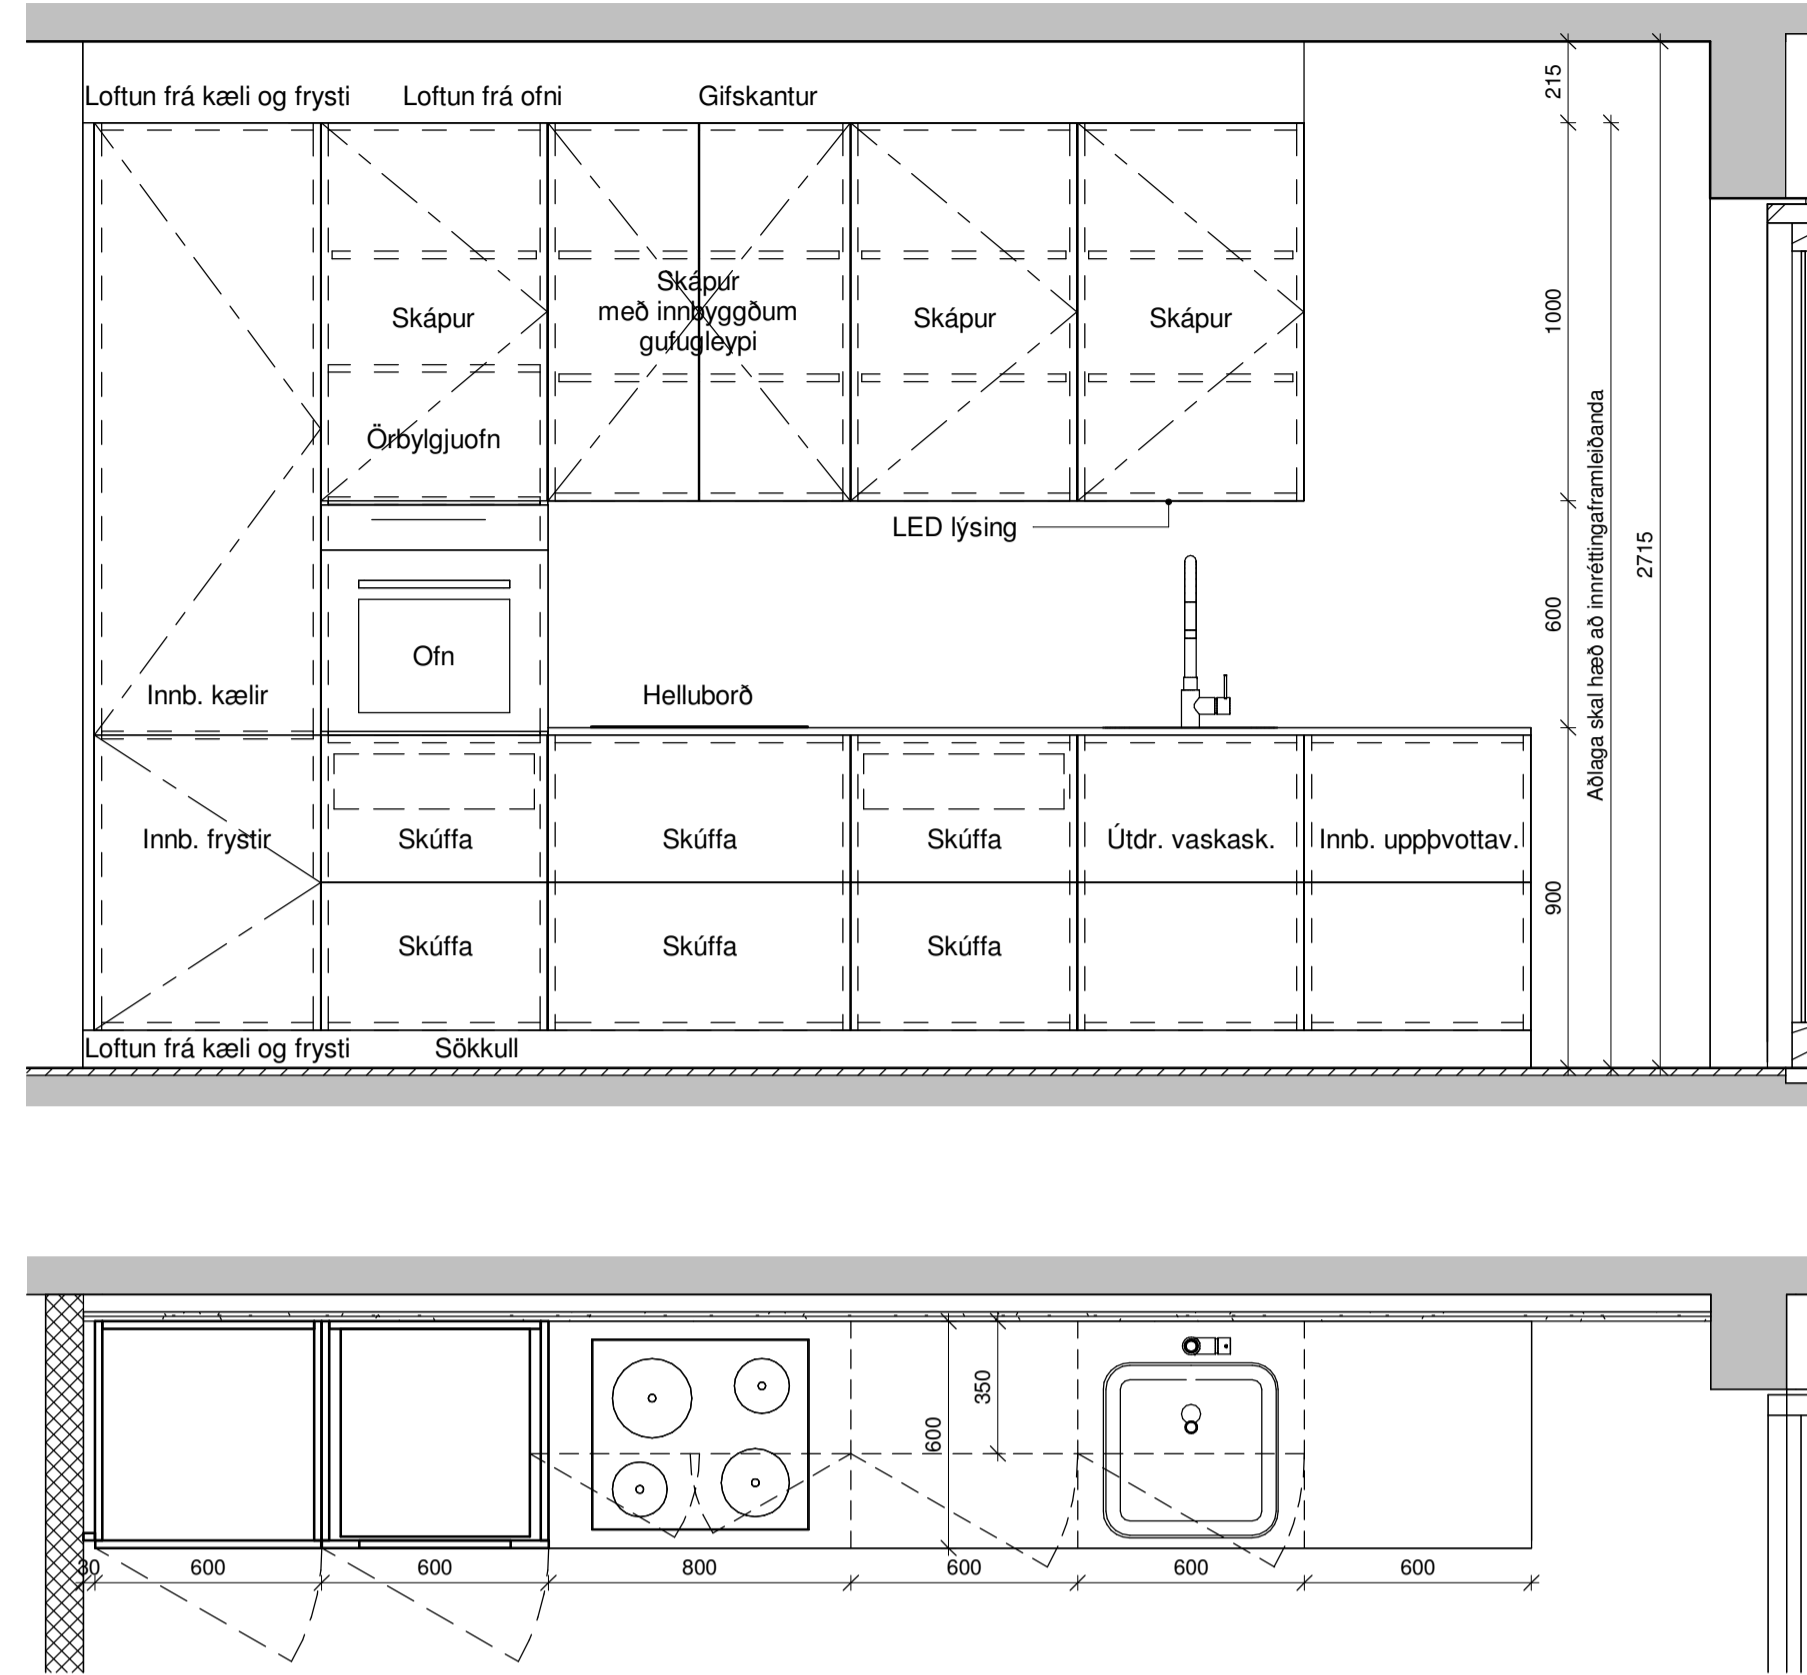 Loftun frá kæli og frysti
Loftun frá ofni
Gifskantur
215
Skápur
með innbyggðum
gufugleypi
Skápur
Skápur
Skápur
1000
Örbylgjuofn
LED lýsing
Aðlaga skal hæð að innréttingaframleiðanda
2715
600
Ofn
Innb. kælir
Helluborð
Innb. frystir
Skúffa
Skúffa
Skúffa
Útdr. vaskask.
Innb. uppþvottav.
900
Skúffa
Skúffa
Skúffa
Loftun frá kæli og frysti
Sökkull
350
600
30
600
600
800
600
600
600